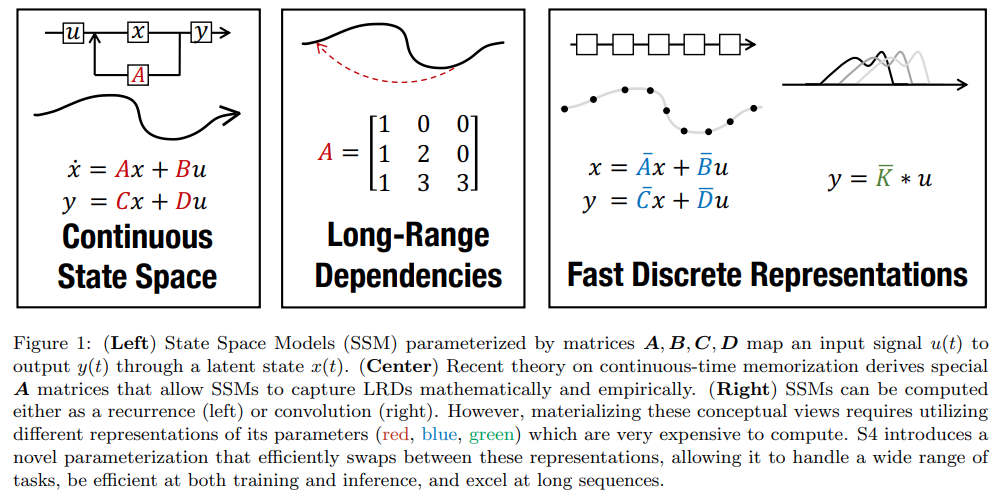 u x y
A
ẋ = Ax + Bu
y = Cx + Du
Continuous
State Space
A = [1 0 0
1 2 0
1 3 3]
Long-Range
Dependencies
x = A̅x + B̅u
y = C̅x + D̅u
y = K̅ * u
Fast Discrete Representations
Figure 1: (Left) State Space Models (SSM) parameterized by matrices A, B, C, D map an input signal u(t) to
output y(t) through a latent state x(t). (Center) Recent theory on continuous-time memorization derives special
A matrices that allow SSMs to capture LRDs mathematically and empirically. (Right) SSMs can be computed
either as a recurrence (left) or convolution (right). However, materializing these conceptual views requires utilizing
different representations of its parameters (red, blue, green) which are very expensive to compute. S4 introduces a
novel parameterization that efficiently swaps between these representations, allowing it to handle a wide range of
tasks, be efficient at both training and inference, and excel at long sequences.